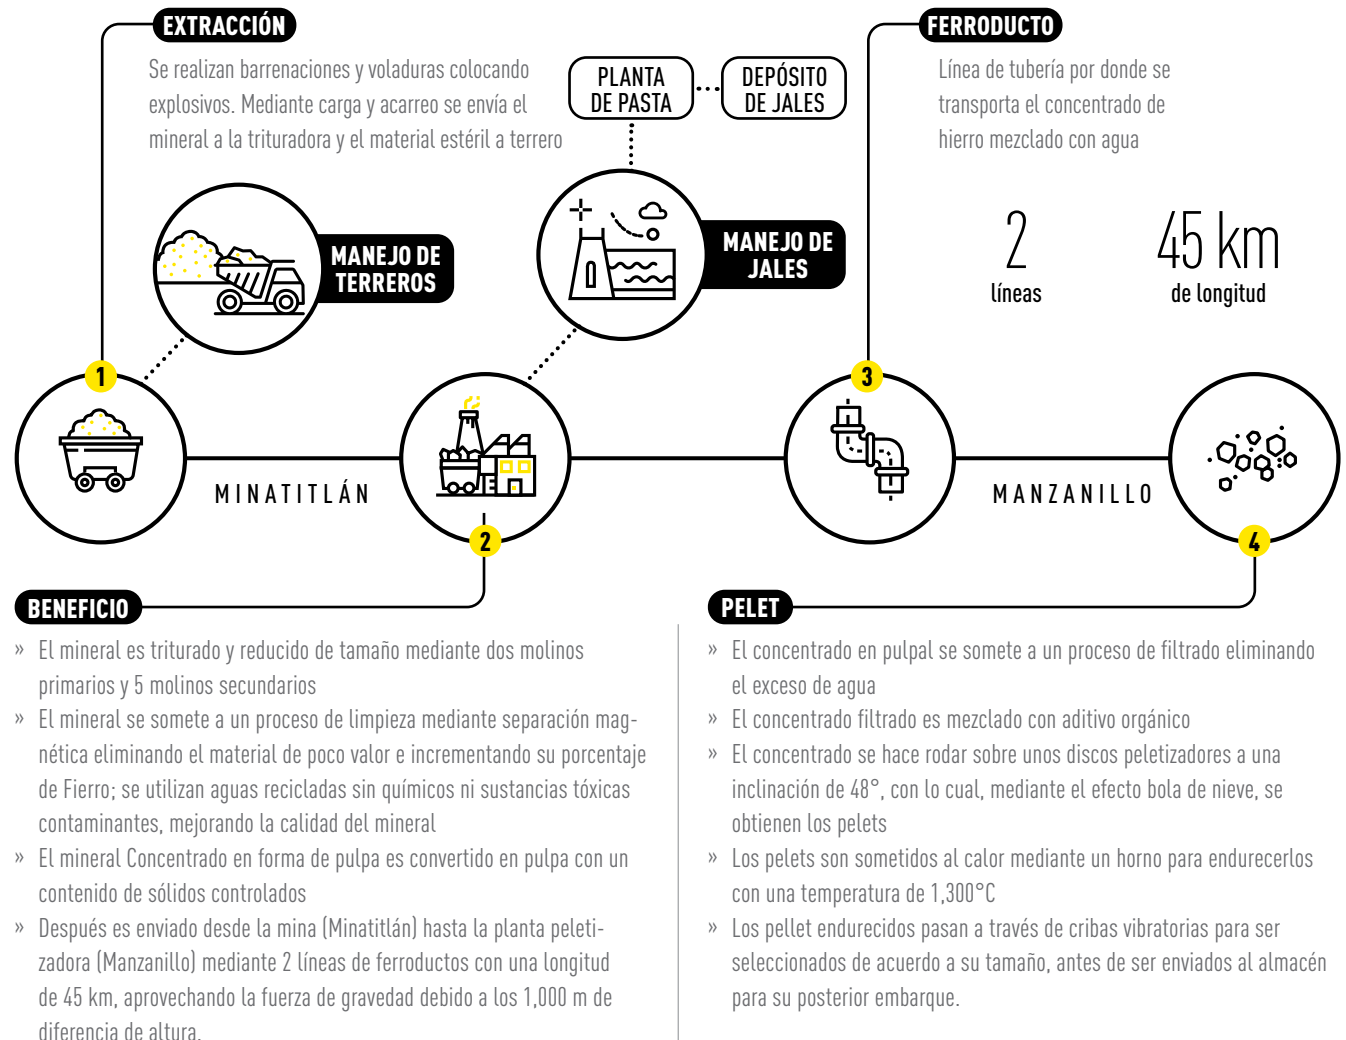 EXTRACCIÓN
Se realizan barrenaciones y voladuras colocando
explosivos. Mediante carga y acarreo se envía el
mineral a la trituradora y el material estéril a terrero
PLANTA
DE PASTA
DEPÓSITO
DE JALES
FERRODUCTO
Línea de tubería por donde se
transporta el concentrado de
hierro mezclado con agua
MANEJO DE
TERREROS
MANEJO DE
JALES
2
líneas
45 km
de longitud
1
3
MINATITLÁN
MANZANILLO
2
4
BENEFICIO
» El mineral es triturado y reducido de tamaño mediante dos molinos
primarios y 5 molinos secundarios
» El mineral se somete a un proceso de limpieza mediante separación mag-
nética eliminando el material de poco valor e incrementando su porcentaje
de Fierro; se utilizan aguas recicladas sin químicos ni sustancias tóxicas
contaminantes, mejorando la calidad del mineral
» El mineral Concentrado en forma de pulpa es convertido en pulpa con un
contenido de sólidos controlados
» Después es enviado desde la mina (Minatitlán) hasta la planta peleti-
zadora (Manzanillo) mediante 2 líneas de ferroductos con una longitud
de 45 km, aprovechando la fuerza de gravedad debido a los 1,000 m de
diferencia de altura.
PELET
» El concentrado en pulpal se somete a un proceso de filtrado eliminando
el exceso de agua
» El concentrado filtrado es mezclado con aditivo orgánico
» El concentrado se hace rodar sobre unos discos peletizadores a una
inclinación de 48°, con lo cual, mediante el efecto bola de nieve, se
obtienen los pelets
» Los pelets son sometidos al calor mediante un horno para endurecerlos
con una temperatura de 1,300°C
» Los pellet endurecidos pasan a través de cribas vibratorias para ser
seleccionados de acuerdo a su tamaño, antes de ser enviados al almacén
para su posterior embarque.